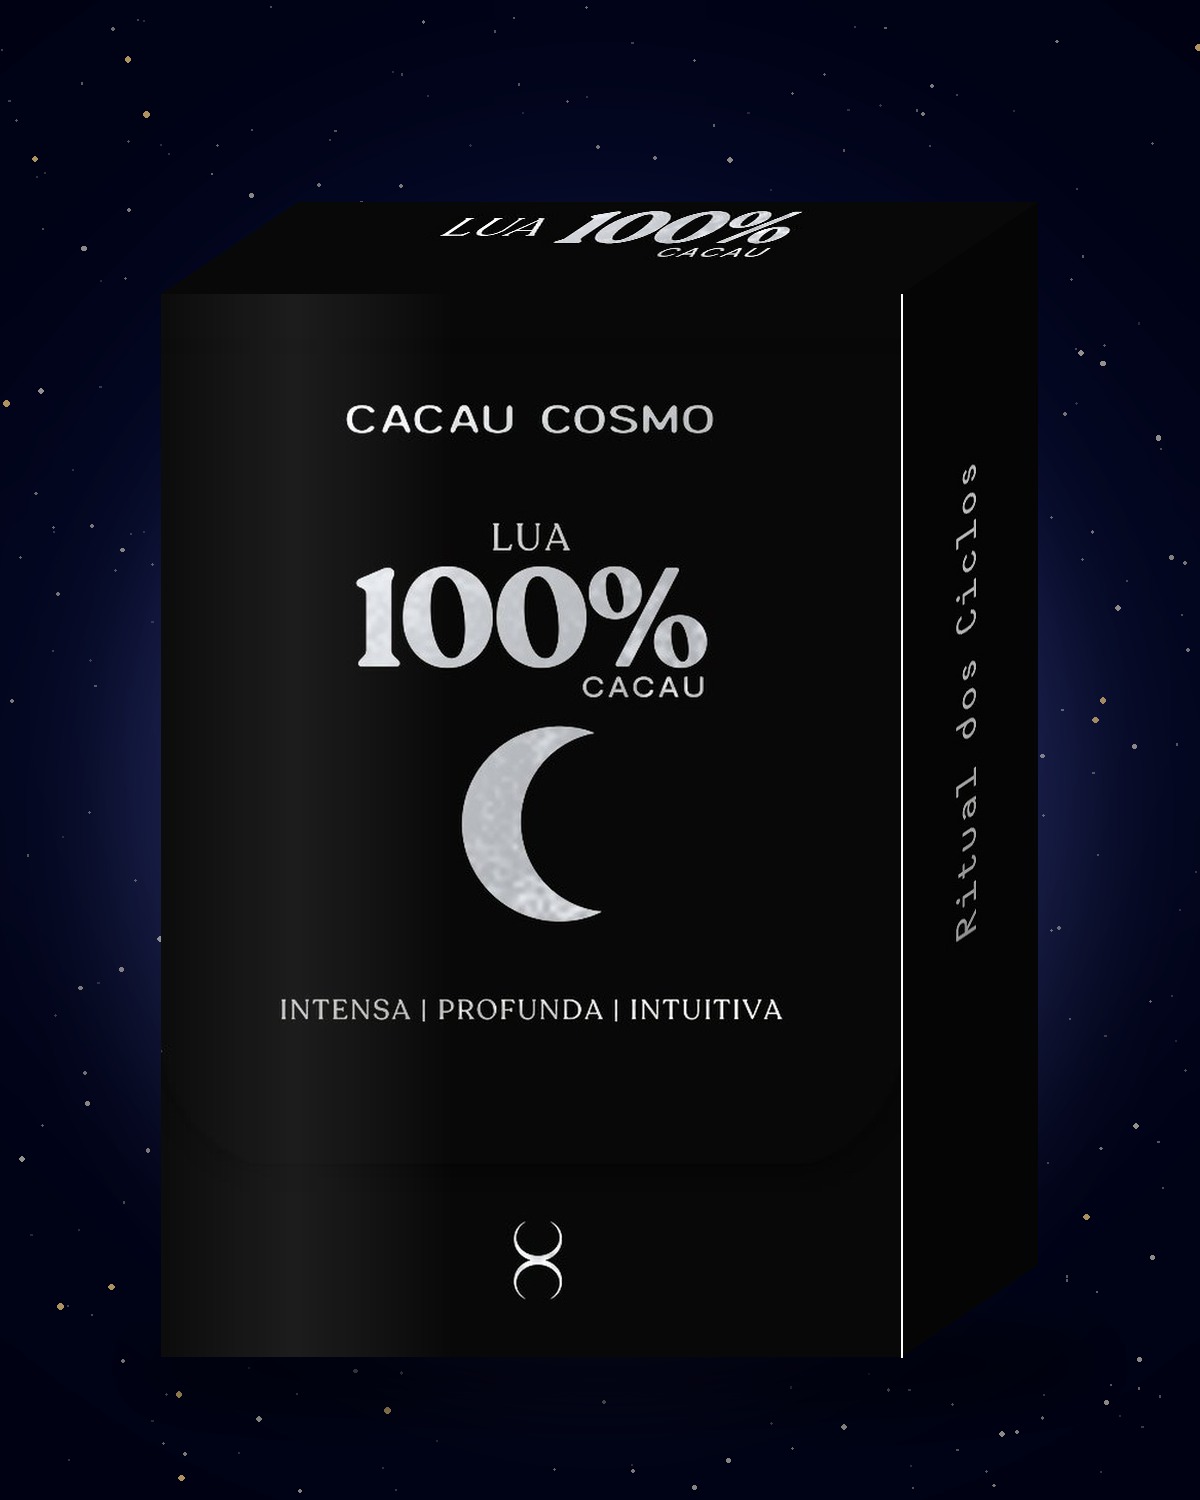 LUA 100%
CACAU
CACAU COSMO
LUA
100%
CACAU
INTENSA | PROFUNDA | INTUITIVA
Ritual dos Ciclos